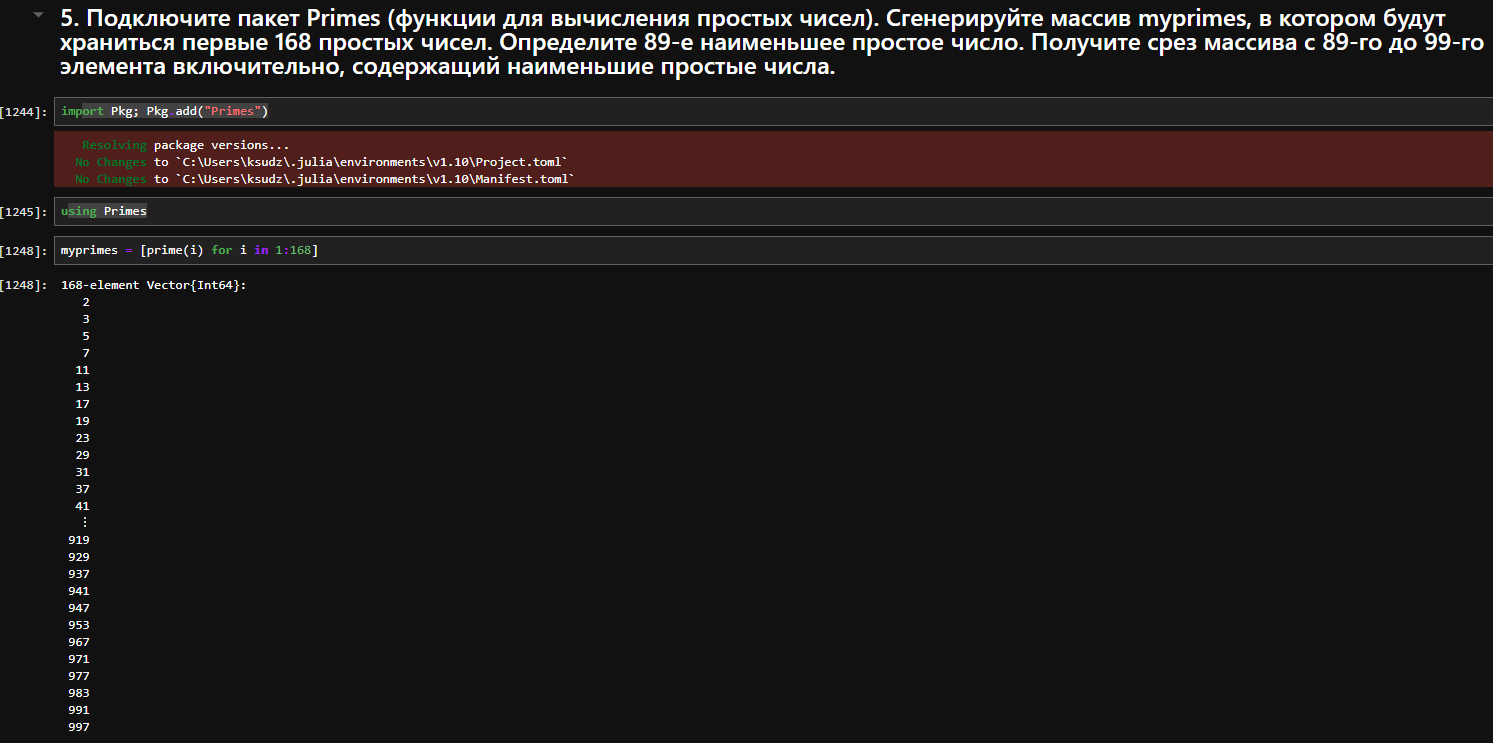 5. Подключите пакет Primes (функции для вычисления простых чисел). Сгенерируйте массив myprimes, в котором будут
храниться первые 168 простых чисел. Определите 89-е наименьшее простое число. Получите срез массива с 89-го до 99-го
элемента включительно, содержащий наименьшие простые числа.
[1244]: import Pkg; Pkg.add("Primes")
Resolving package versions...
No Changes to `C:\Users\ksudz\.julia\environments\v1.10\Project.toml`
No Changes to `C:\Users\ksudz\.julia\environments\v1.10\Manifest.toml`
[1245]: using Primes
[1248]: myprimes = [prime(i) for i in 1:168]
[1248]: 168-element Vector{Int64}:
2
3
5
7
11
13
17
19
23
29
31
37
41
⋮
919
929
937
941
947
953
967
971
977
983
991
997